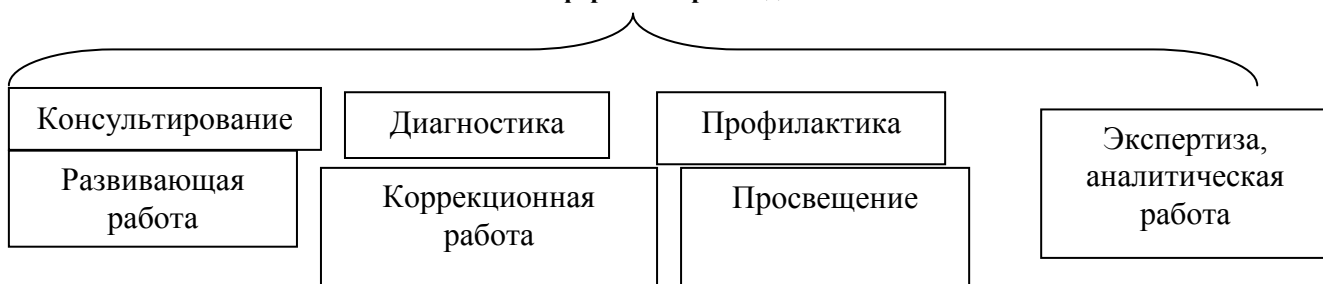 Консультирование
Диагностика
Профилактика
Экспертиза,
аналитическая
работа
Развивающая
работа
Коррекционная
работа
Просвещение